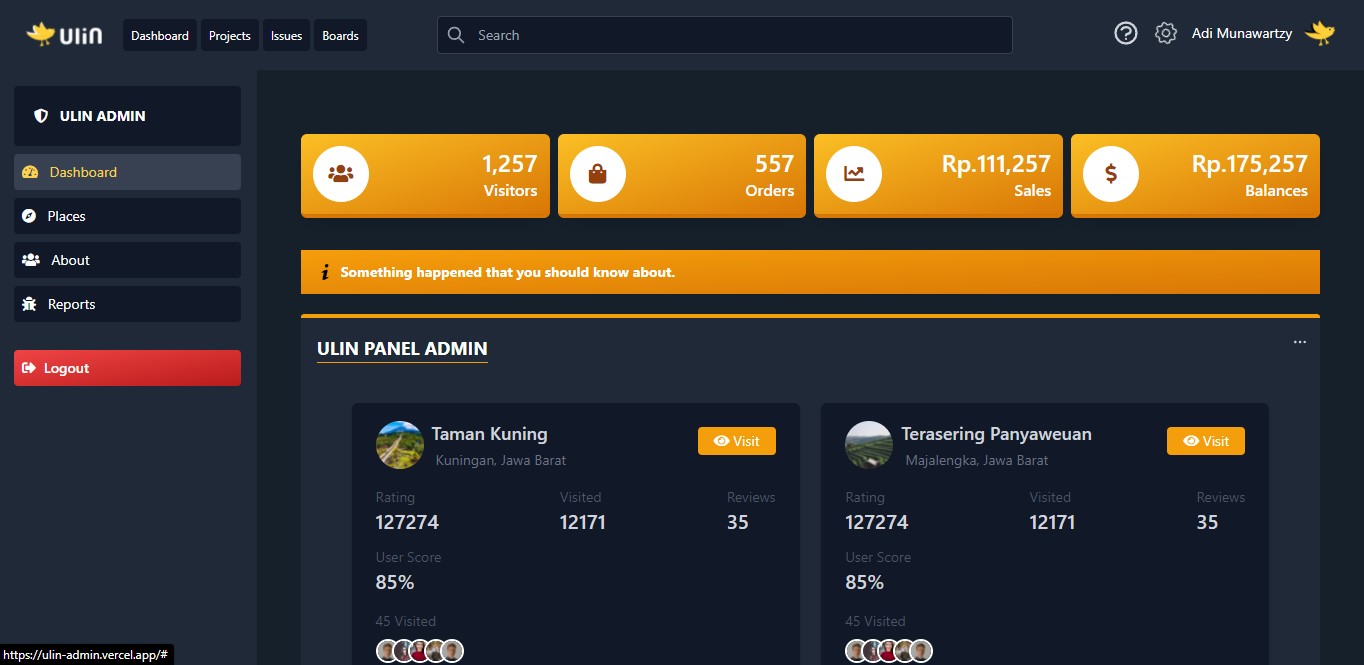 ulin Dashboard Projects Issues Boards Search Adi Munawartzy
ULIN ADMIN
Dashboard
Places
About
Reports
Logout
1,257
Visitors
557
Orders
Rp.111,257
Sales
Rp.175,257
Balances
Something happened that you should know about.
ULIN PANEL ADMIN
Taman Kuning
Kuningan, Jawa Barat
Visit
Rating Visited Reviews
127274 12171 35
User Score
85%
45 Visited
Terasering Panyaweuan
Majalengka, Jawa Barat
Visit
Rating Visited Reviews
127274 12171 35
User Score
85%
45 Visited
https://ulin-admin.vercel.app/#